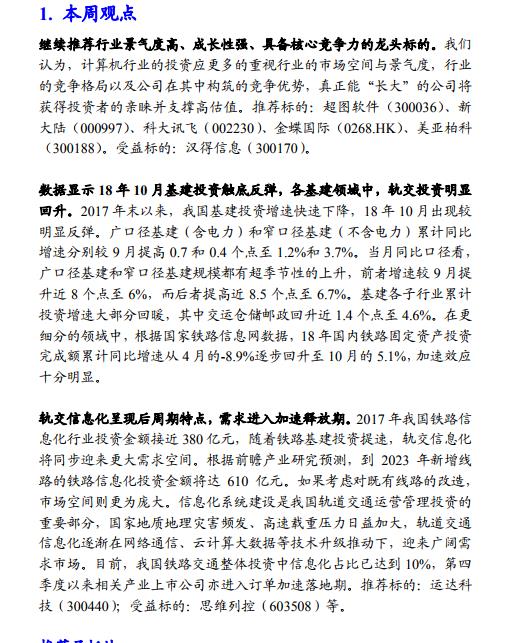 1. 本周观点
继续推荐行业景气度高、成长性强、具备核心竞争力的龙头标的。我们
认为，计算机行业的投资应更多的重视行业的市场空间与景气度，行业
的竞争格局以及公司在其中构筑的竞争优势，真正能“长大”的公司将
获得投资者的亲睐并支撑高估值。推荐标的：超图软件（300036）、新
大陆（000997）、科大讯飞（002230）、金蝶国际（0268.HK）、美亚柏科
（300188）。受益标的：汉得信息（300170）。
数据显示 18 年 10 月基建投资触底反弹，各基建领域中，轨交投资明显
回升。2017 年末以来，我国基建投资增速快速下降，18 年 10 月出现较
明显反弹。广口径基建（含电力）和窄口径基建（不含电力）累计同比
增速分别较 9 月提高 0.7 和 0.4 个点至 1.2%和 3.7%。当月同比口径看，
广口径基建和窄口径基建规模都有超季节性的上升，前者增速较 9 月提
升近 8 个点至 6%，而后者提高近 8.5 个点至 6.7%。基建各子行业累计
投资增速大部分回暖，其中交运仓储邮政回升近 1.4 个点至 4.6%。在更
细分的领域中，根据国家铁路信息网数据，18 年国内铁路固定资产投资
完成额累计同比增速从 4 月的-8.9%逐步回升至 10 月的 5.1%，加速效应
十分明显。
轨交信息化呈现后周期特点，需求进入加速释放期。2017 年我国铁路信
息化行业投资金额接近 380 亿元，随着铁路基建投资提速，轨交信息化
将同步迎来更大需求空间。根据前瞻产业研究预测，到 2023 年新增线
路的铁路信息化投资金额将达 610 亿元。如果考虑对既有线路的改造，
市场空间则更为庞大。信息化系统建设是我国轨道交通运营管理投资的
重要部分，国家地质地理灾害频发、高速载重压力日益加大，轨道交通
信息化逐渐在网络通信、云计算大数据等技术升级推动下，迎来广阔需
求市场。目前，我国铁路交通整体投资中信息化占比已达到 10%，第四
季度以来相关产业上市公司亦进入订单加速落地期。推荐标的：运达科
技（300440）；受益标的：思维列控（603508）等。